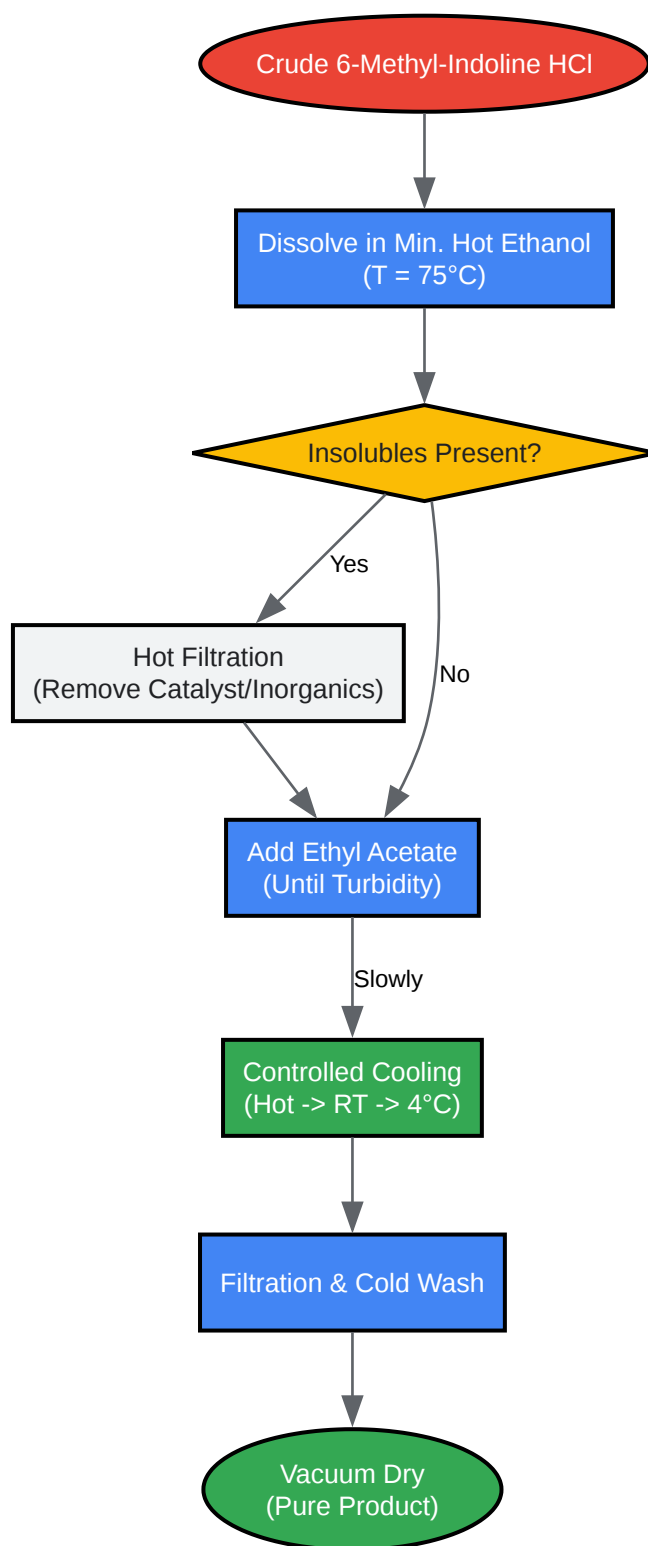 Crude 6-Methyl-Indoline HCl
Dissolve in Min. Hot Ethanol
(T = 75°C)
Insolubles Present?
Yes
Hot Filtration
(Remove Catalyst/Inorganics)
No
Add Ethyl Acetate
(Until Turbidity)
Slowly
Controlled Cooling
(Hot -> RT -> 4°C)
Filtration & Cold Wash
Vacuum Dry
(Pure Product)